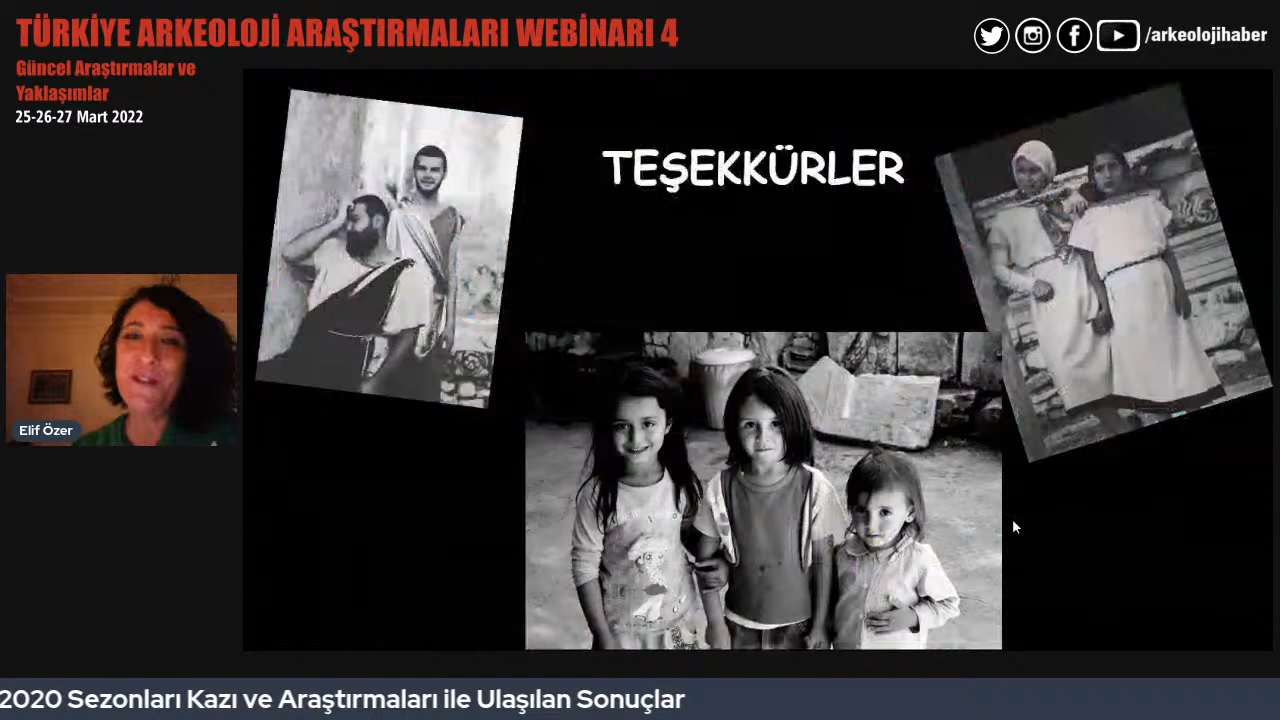 TÜRKİYE ARKEOLOJİ ARAŞTIRMALARI WEBİNARI 4
/arkeolojihaber
Güncel Araştırmalar ve
Yaklaşımlar
25-26-27 Mart 2022
TEŞEKKÜRLER
Elif Özer
2020 Sezonları Kazı ve Araştırmaları ile Ulaşılan Sonuçlar